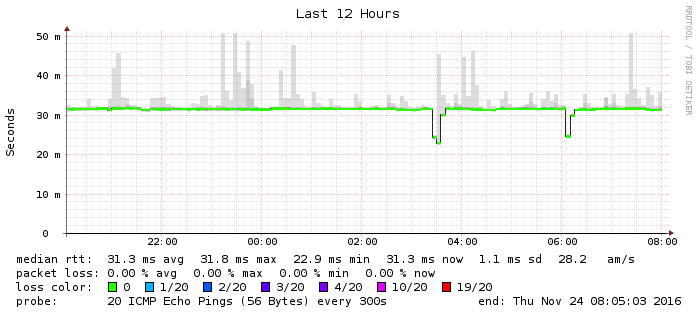 Last 12 Hours
RRDTOOL / TOBI OETIKER
Seconds
50 m
40 m
30 m
20 m
10 m
0
22:00 00:00 02:00 04:00 06:00 08:00
median rtt: 31.3 ms avg 31.8 ms max 22.9 ms min 31.3 ms now 1.1 ms sd 28.2 am/s
packet loss: 0.00 % avg 0.00 % max 0.00 % min 0.00 % now
loss color: 0 1/20 2/20 3/20 4/20 10/20 19/20
probe: 20 ICMP Echo Pings (56 Bytes) every 300s end: Thu Nov 24 08:05:03 2016